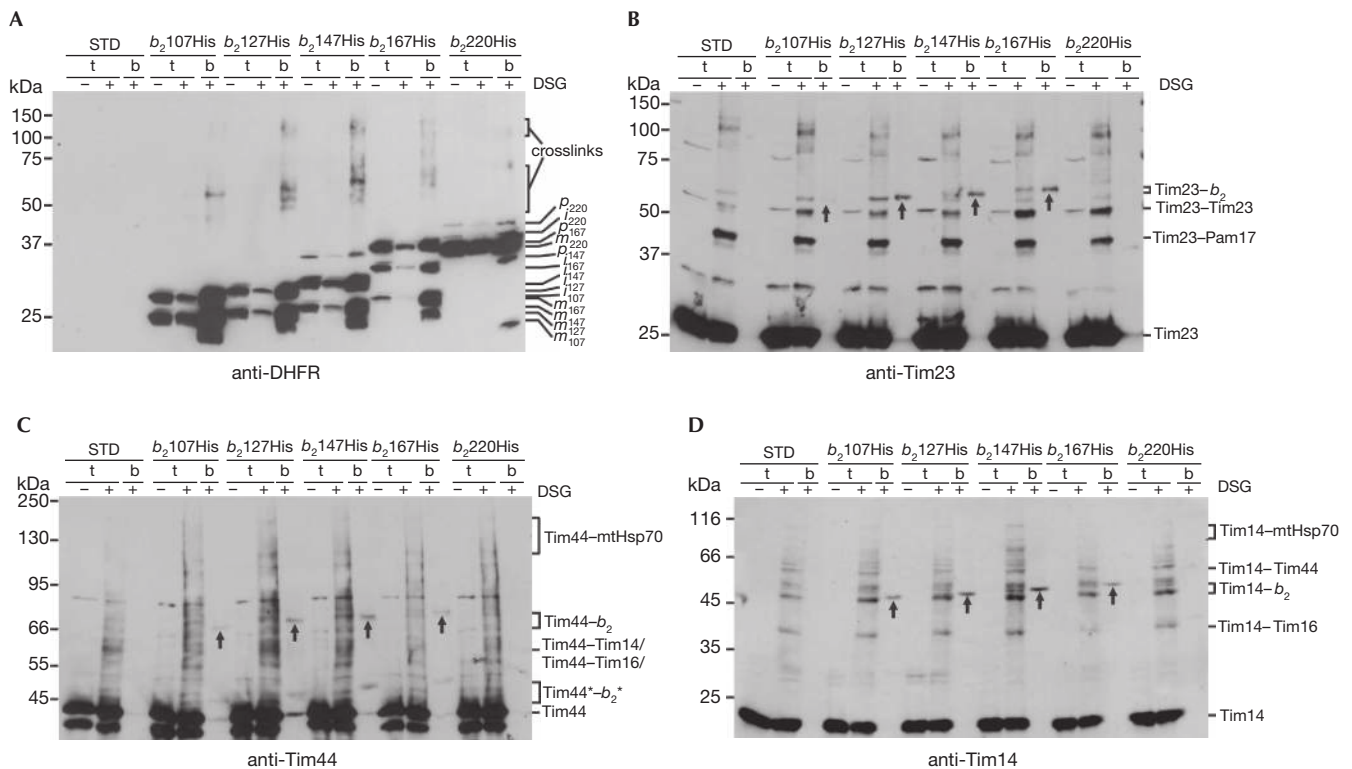 A
STD b₂107His b₂127His b₂147His b₂167His b₂220His
t b t b t b t b t b t b
kDa – + + – + + – + + – + + – + + – + + DSG
150
100
75
50
37
25
crosslinks
p₂₂₀
i₂₂₀
p₁₆₇
m₂₂₀
p₁₄₇
i₁₆₇
i₁₄₇
i₁₂₇
i₁₀₇
m₁₆₇
m₁₄₇
m₁₂₇
m₁₀₇
anti-DHFR
B
STD b₂107His b₂127His b₂147His b₂167His b₂220His
t b t b t b t b t b t b
kDa – + + – + + – + + – + + – + + – + + DSG
150
100
75
50
37
25
Tim23–b₂
Tim23–Tim23
Tim23–Pam17
Tim23
anti-Tim23
C
STD b₂107His b₂127His b₂147His b₂167His b₂220His
t b t b t b t b t b t b
kDa – + + – + + – + + – + + – + + – + + DSG
250
130
95
66
55
45
Tim44–mtHsp70
Tim44–b₂
Tim44–Tim14/
Tim44–Tim16/
Tim44*–b₂*
Tim44
anti-Tim44
D
STD b₂107His b₂127His b₂147His b₂167His b₂220His
t b t b t b t b t b t b
kDa – + + – + + – + + – + + – + + – + + DSG
116
66
45
35
25
Tim14–mtHsp70
Tim14–Tim44
Tim14–b₂
Tim14–Tim16
Tim14
anti-Tim14